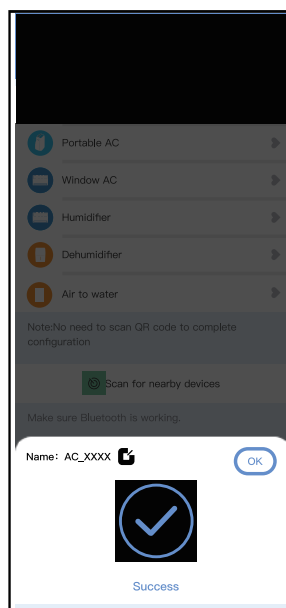 Portable AC
Window AC
Humidifier
Dehumidifier
Air to water
Note:No need to scan QR code to complete
configuration
Scan for nearby devices
Make sure Bluetooth is working.
Name: AC_XXXX
OK
Success